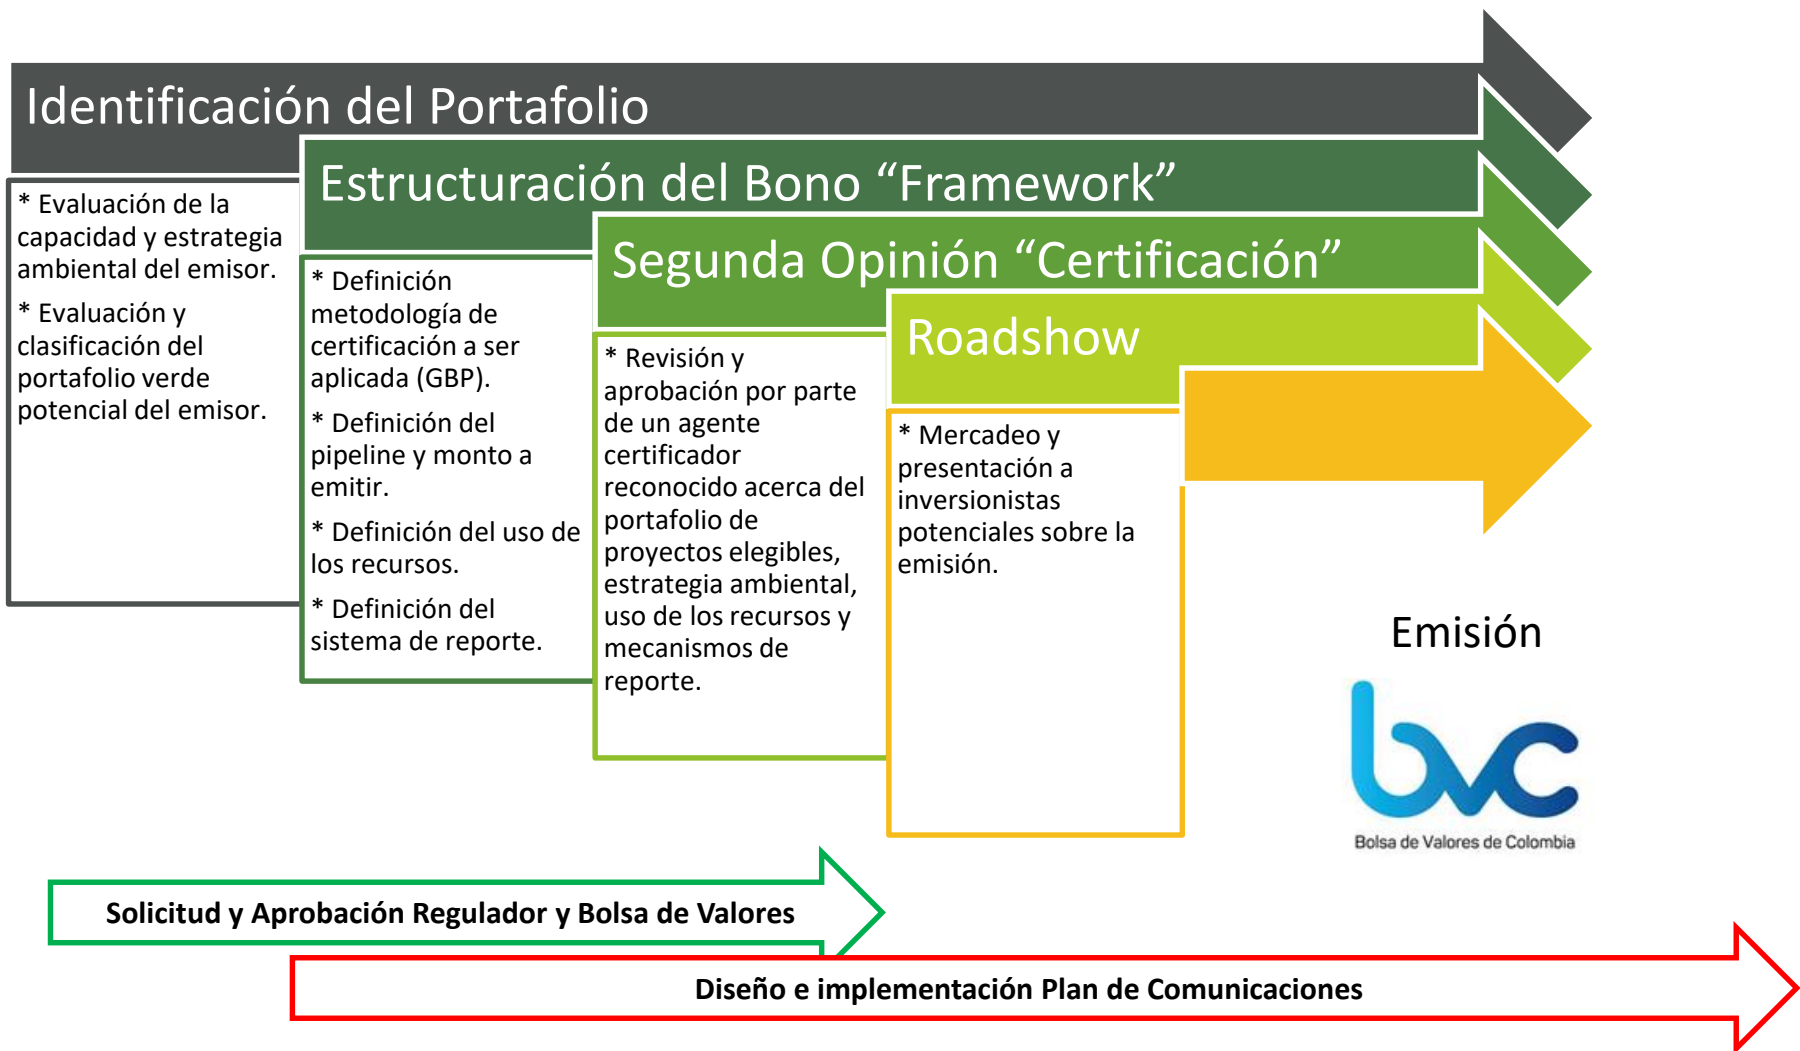 Identificación del Portafolio
* Evaluación de la
capacidad y estrategia
ambiental del emisor.
* Evaluación y
clasificación del
portafolio verde
potencial del emisor.
Estructuración del Bono “Framework”
* Definición
metodología de
certificación a ser
aplicada (GBP).
* Definición del
pipeline y monto a
emitir.
* Definición del uso de
los recursos.
* Definición del
sistema de reporte.
Segunda Opinión “Certificación”
* Revisión y
aprobación por parte
de un agente
certificador
reconocido acerca del
portafolio de
proyectos elegibles,
estrategia ambiental,
uso de los recursos y
mecanismos de
reporte.
Roadshow
* Mercadeo y
presentación a
inversionistas
potenciales sobre la
emisión.
Emisión
bvc
Bolsa de Valores de Colombia
Solicitud y Aprobación Regulador y Bolsa de Valores
Diseño e implementación Plan de Comunicaciones